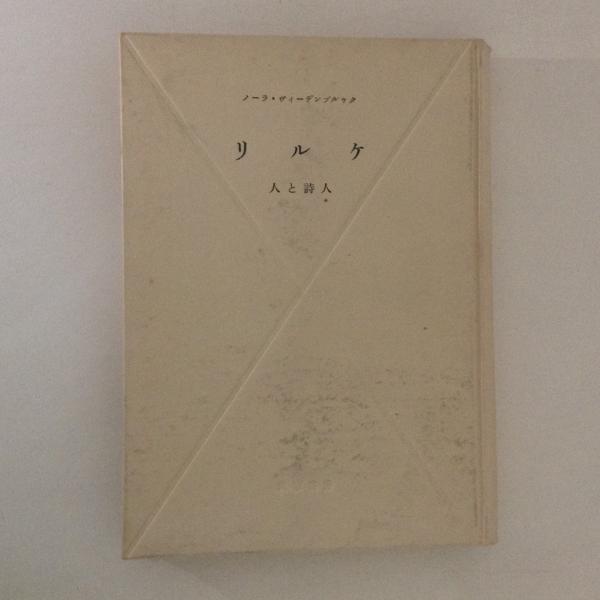 ノーラ・ヴィーデンブルック
リルケ
人と詩人